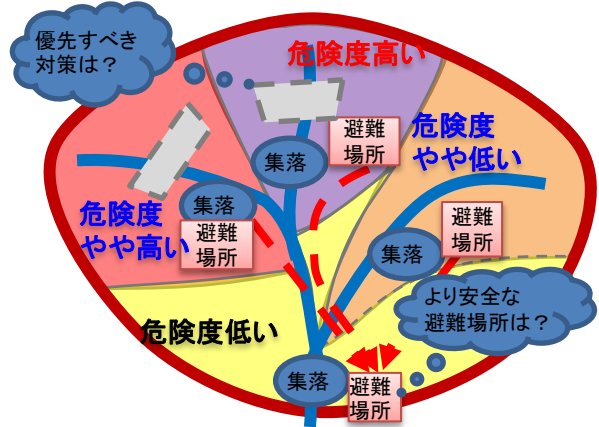 優先すべき
対策は？
危険度高い
避難
場所
集落
危険度
やや低い
集落
危険度
やや高い
避難
場所
避難
場所
集落
より安全な
避難場所は？
危険度低い
集落
避難
場所